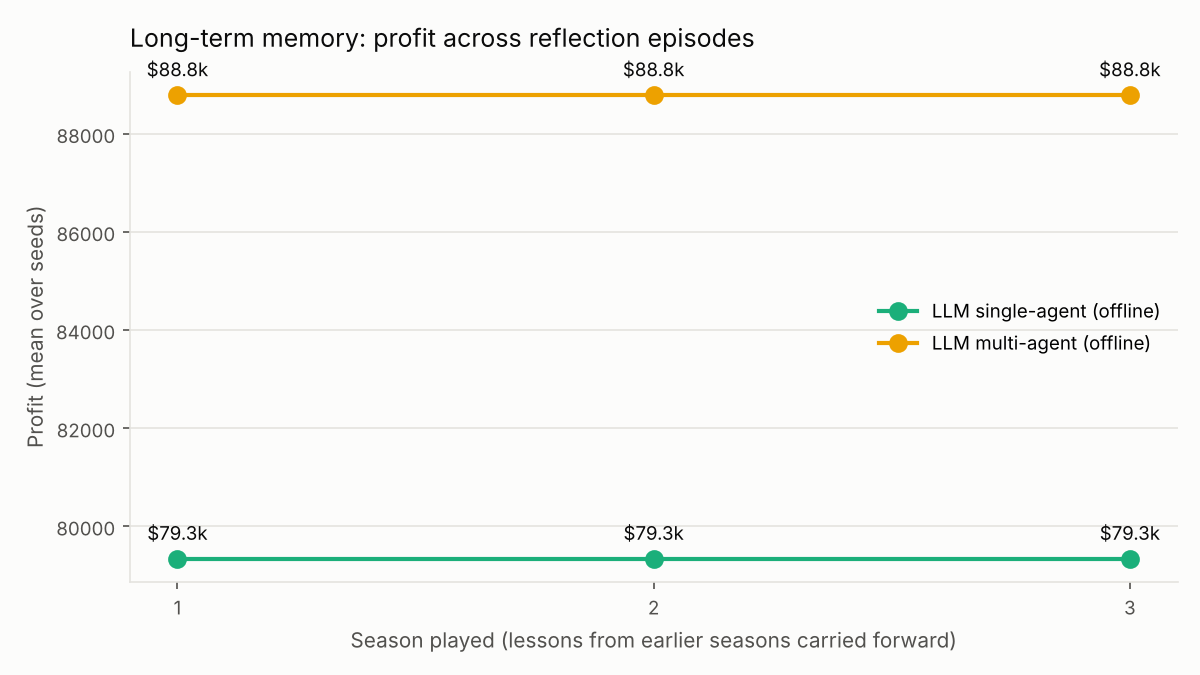 Long-term memory: profit across reflection episodes
$88.8k $88.8k $88.8k
88000
86000
84000
82000
80000
Profit (mean over seeds)
LLM single-agent (offline)
LLM multi-agent (offline)
$79.3k $79.3k $79.3k
1 2 3
Season played (lessons from earlier seasons carried forward)